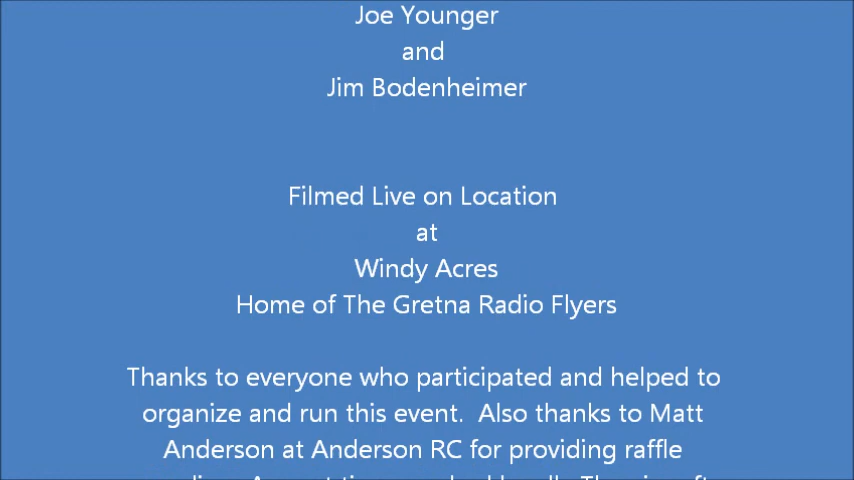 Joe Younger
and
Jim Bodenheimer
Filmed Live on Location
at
Windy Acres
Home of The Gretna Radio Flyers
Thanks to everyone who participated and helped to
organize and run this event.  Also thanks to Matt
Anderson at Anderson RC for providing raffle